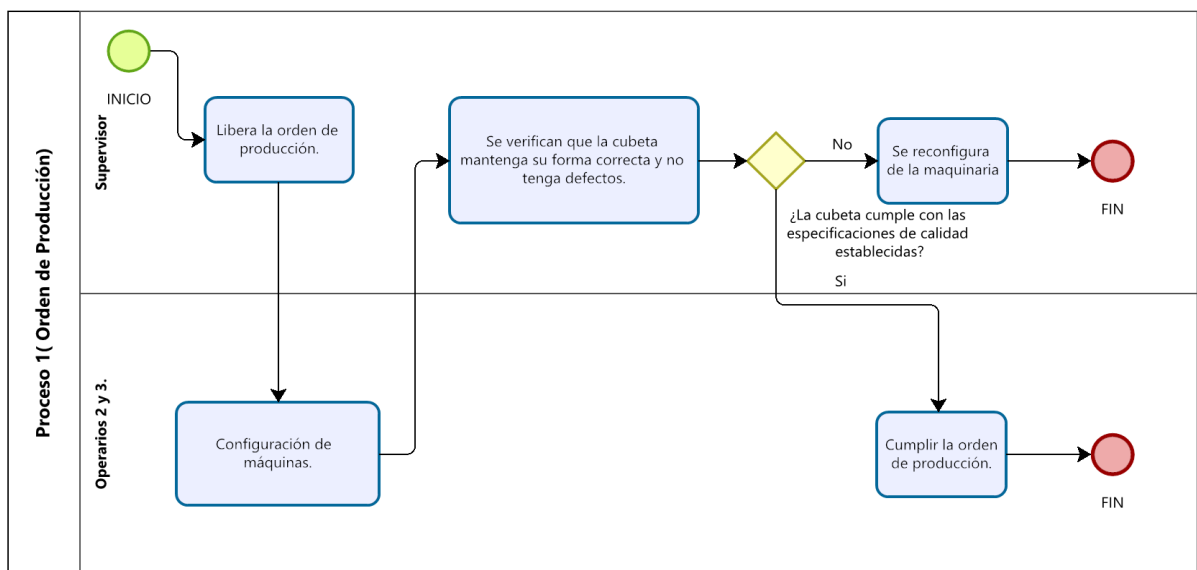 Proceso 1( Orden de Producción)
Supervisor
INICIO
Libera la orden de
producción.
Se verifican que la cubeta
mantenga su forma correcta y no
tenga defectos.
No
¿La cubeta cumple con las
especificaciones de calidad
establecidas?
Si
Se reconfigura
de la maquinaria
FIN
Operarios 2 y 3.
Configuración de
máquinas.
Cumplir la orden
de producción.
FIN